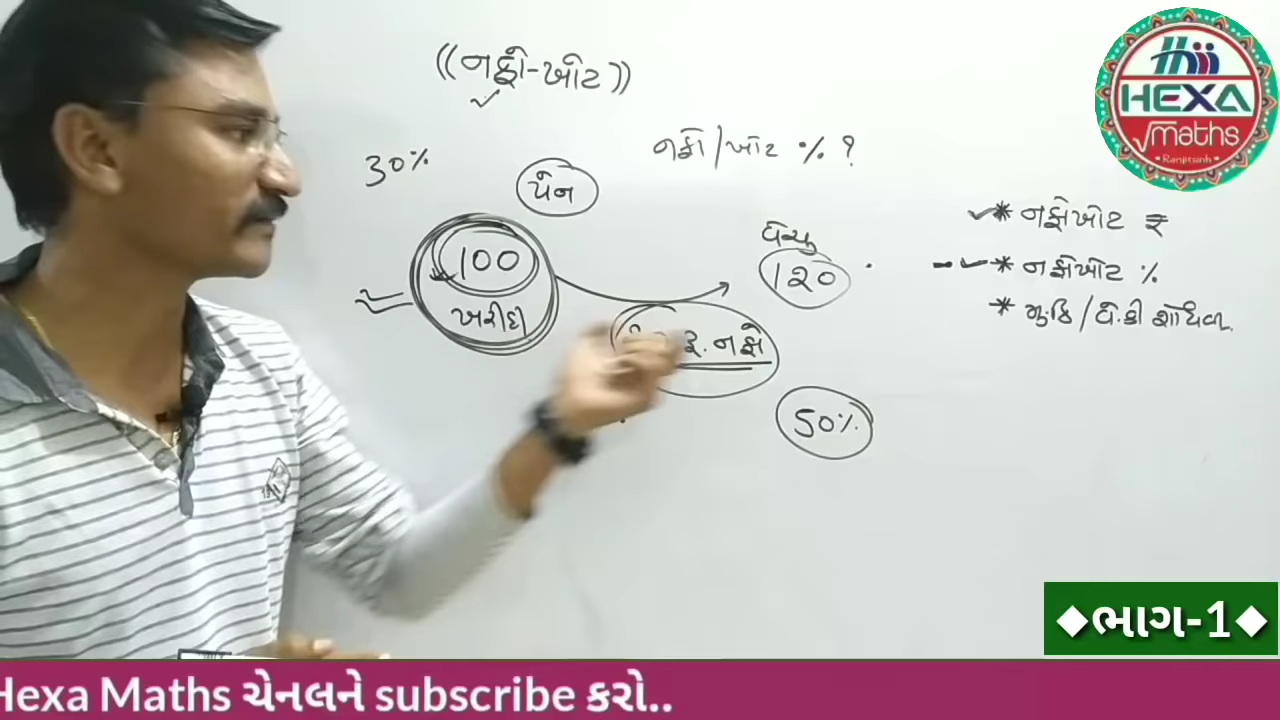 ((નફો-ખોટ))
નફો/ખોટ %?
30%
પેન
100
ખરીદી
વેચ્યુ
120
રૂ. નફો
50%
* નફોખોટ ₹
* નફોખોટ %
HEXA
maths
Ranjitsinh
◆ભાગ-1◆
Hexa Maths ચેનલને subscribe કરો..